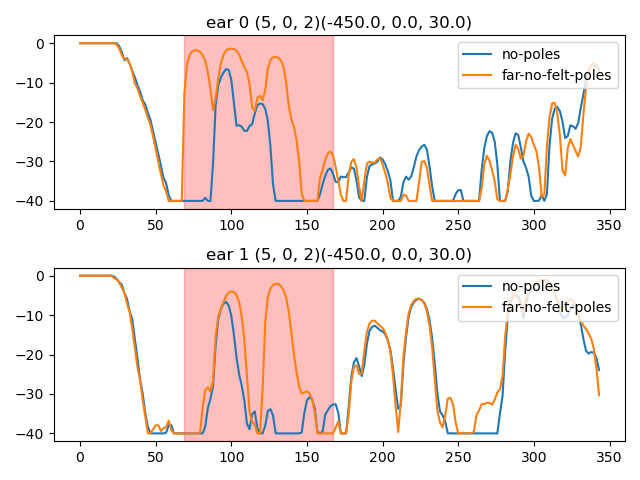 ear 0 (5, 0, 2)(-450.0, 0.0, 30.0)
0
−10
−20
−30
−40
no-poles
far-no-felt-poles
0 50 100 150 200 250 300 350
ear 1 (5, 0, 2)(-450.0, 0.0, 30.0)
0
−10
−20
−30
−40
no-poles
far-no-felt-poles
0 50 100 150 200 250 300 350